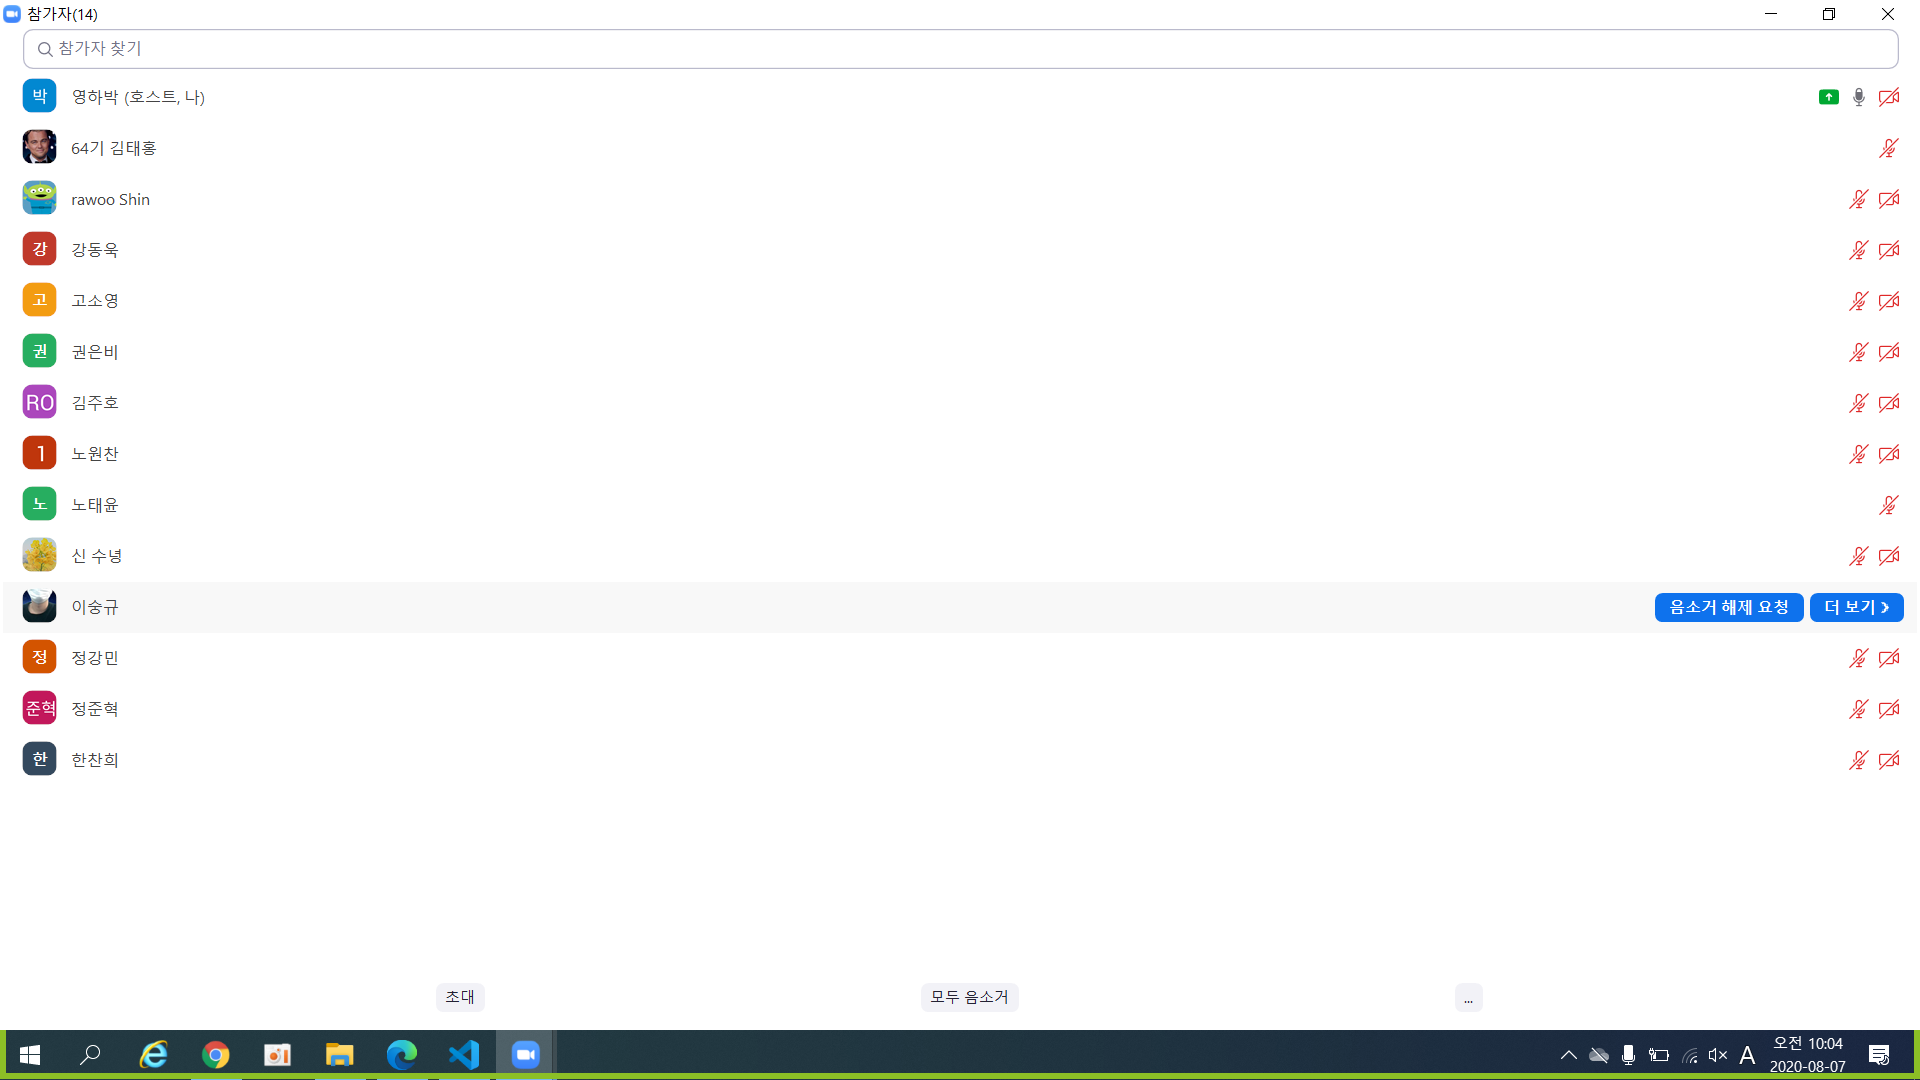 참가자(14)
참가자 찾기
박 영하박 (호스트, 나)
64기 김태홍
rawoo Shin
강 강동욱
고 고소영
권 권은비
RO 김주호
1 노원찬
노 노태윤
신 수녕
이숭규 음소거 해제 요청 더 보기
정 정강민
준혁 정준혁
한 한찬희
초대 모두 음소거 ...
A 오전 10:04
2020-08-07